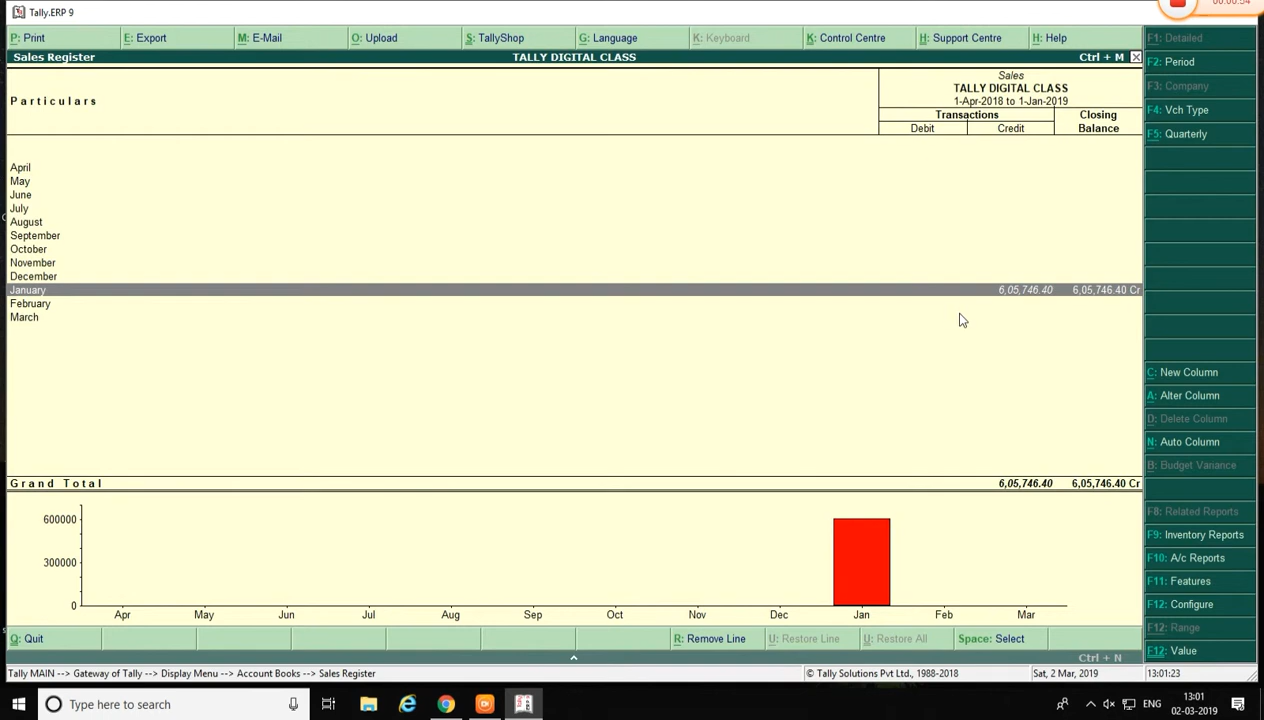 Tally.ERP 9
00:00:54
P: Print E: Export M: E-Mail O: Upload S: TallyShop G: Language K: Keyboard K: Control Centre H: Support Centre H: Help
Sales Register TALLY DIGITAL CLASS Ctrl + M
Particulars
Sales
TALLY DIGITAL CLASS
1-Apr-2018 to 1-Jan-2019
Transactions Closing
Debit Credit Balance
April
May
June
July
August
September
October
November
December
January 6,05,746.40 6,05,746.40 Cr
February
March
Grand Total 6,05,746.40 6,05,746.40 Cr
600000
300000
0
Apr May Jun Jul Aug Sep Oct Nov Dec Jan Feb Mar
F1: Detailed
F2: Period
F3: Company
F4: Vch Type
F5: Quarterly
C: New Column
A: Alter Column
D: Delete Column
N: Auto Column
B: Budget Variance
F8: Related Reports
F9: Inventory Reports
F10: A/c Reports
F11: Features
F12: Configure
F12: Range
F12: Value
Q: Quit R: Remove Line U: Restore Line U: Restore All Space: Select
Ctrl + N
Tally MAIN --> Gateway of Tally --> Display Menu --> Account Books --> Sales Register © Tally Solutions Pvt Ltd., 1988-2018 Sat, 2 Mar, 2019 13:01:23
Type here to search
ENG
13:01
02-03-2019